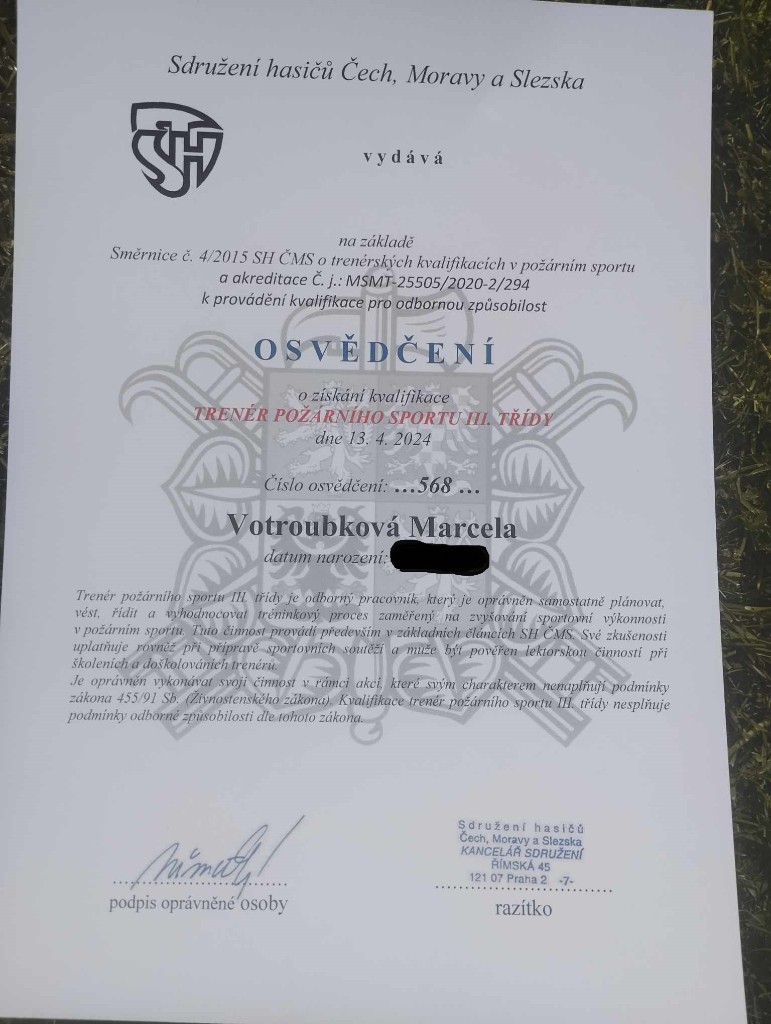 Sdružení hasičů Čech, Moravy a Slezska
SH
vydává
na základě
Směrnice č. 4/2015 SH ČMS o trenérských kvalifikacích v požárním sportu
a akreditace Č. j.: MSMT-25505/2020-2/294
k provádění kvalifikace pro odbornou způsobilost
OSVĚDČENÍ
o získání kvalifikace
TRENÉR POŽÁRNÍHO SPORTU III. TŘÍDY
dne 13. 4. 2024
Číslo osvědčení: ...568 ...
Votroubková Marcela
datum narození:
Trenér požárního sportu III. třídy je odborný pracovník, který je oprávněn samostatně plánovat,
vést, řídit a vyhodnocovat tréninkový proces zaměřený na zvyšování sportovní výkonnosti
v požárním sportu. Tuto činnost provádí především v základních článcích SH ČMS. Své zkušenosti
uplatňuje rovněž při přípravě sportovních soutěží a může být pověřen lektorskou činností při
školeních a doškolováních trenérů.
Je oprávněn vykonávat svoji činnost v rámci akcí, které svým charakterem nenaplňují podmínky
zákona 455/91 Sb. (Živnostenského zákona). Kvalifikace trenér požárního sportu III. třídy nesplňuje
podmínky odborné způsobilosti dle tohoto zákona.
Sdružení hasičů
Čech, Moravy a Slezska
KANCELÁŘ SDRUŽENÍ
ŘÍMSKÁ 45
121 07 Praha 2 -7-
podpis oprávněné osoby
razítko